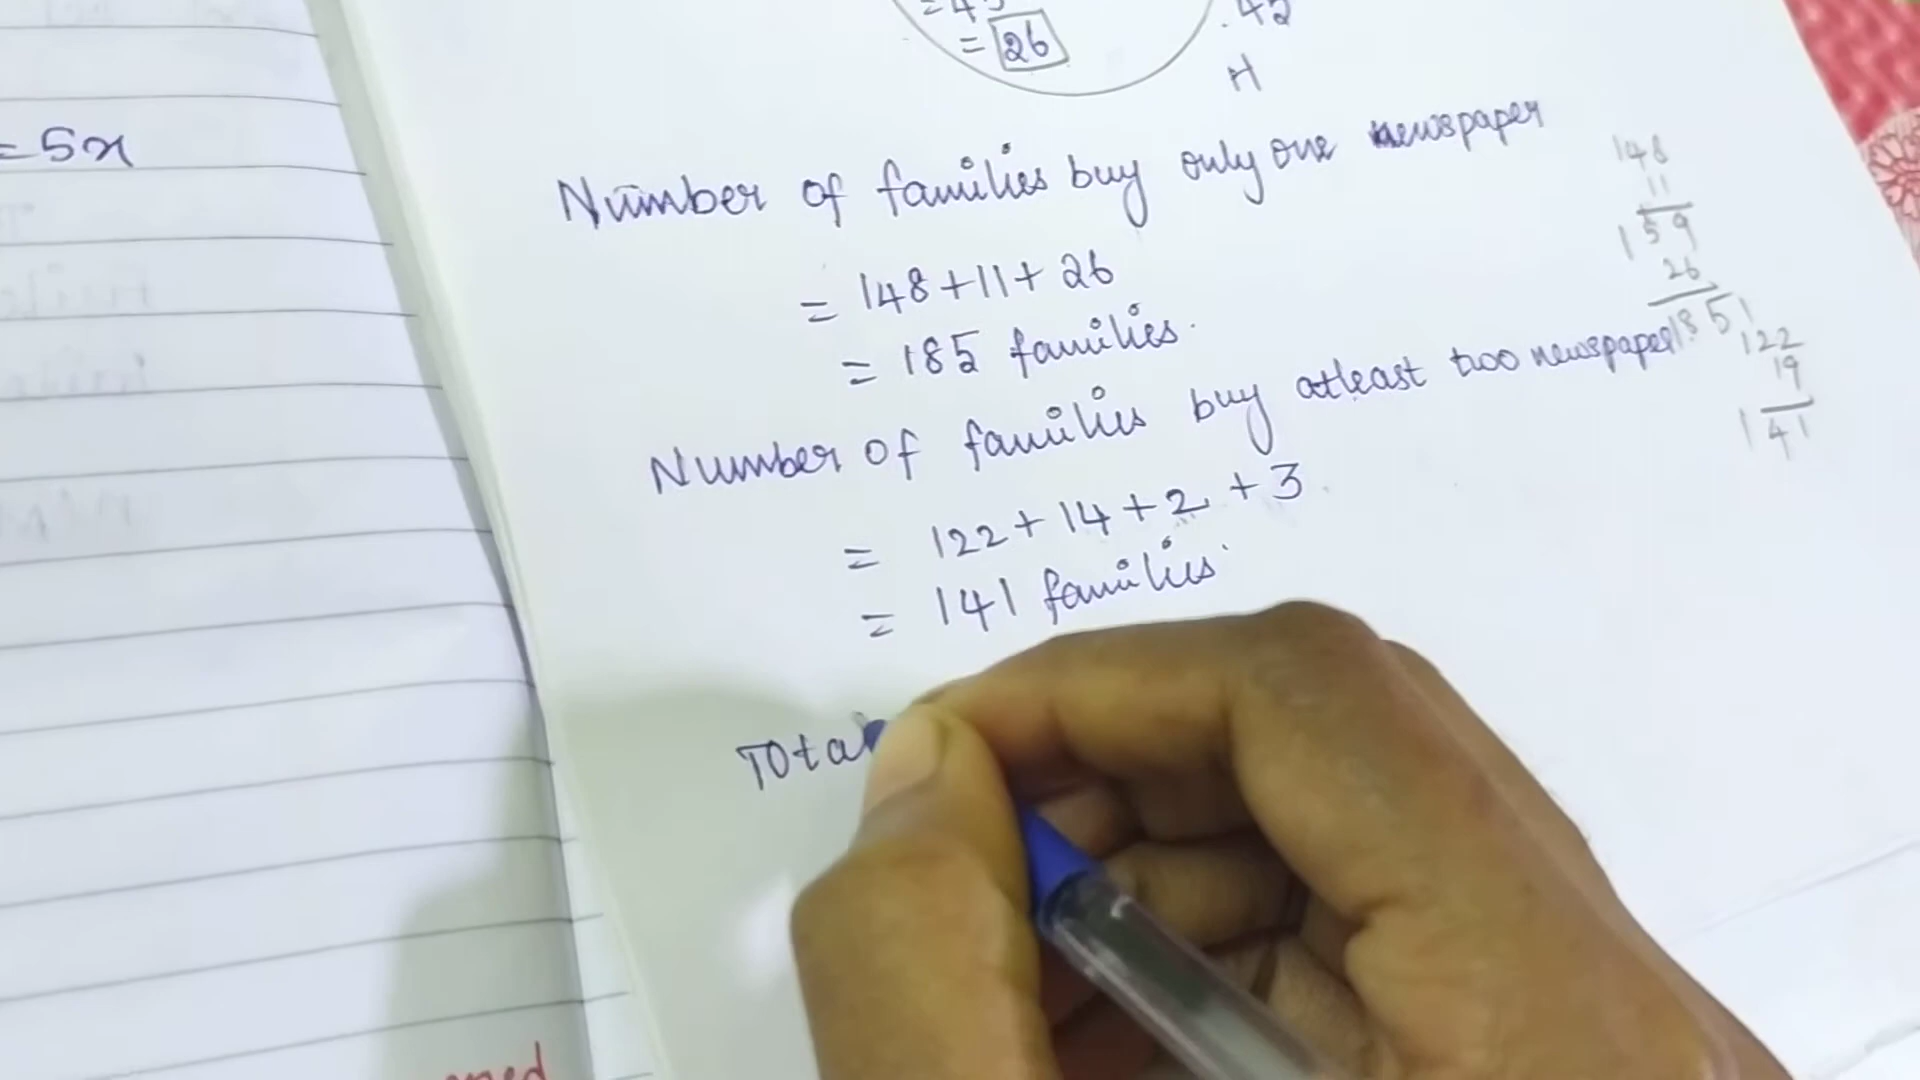 = 5x
= 26
.42
H
Number of families buy only one newspaper
= 148+11+ 26
= 185 families.
Number of families buy atleast two newspaper
= 122+ 14 + 2 + 3
= 141 families.
Total
148
11
159
26
185
122
19
141